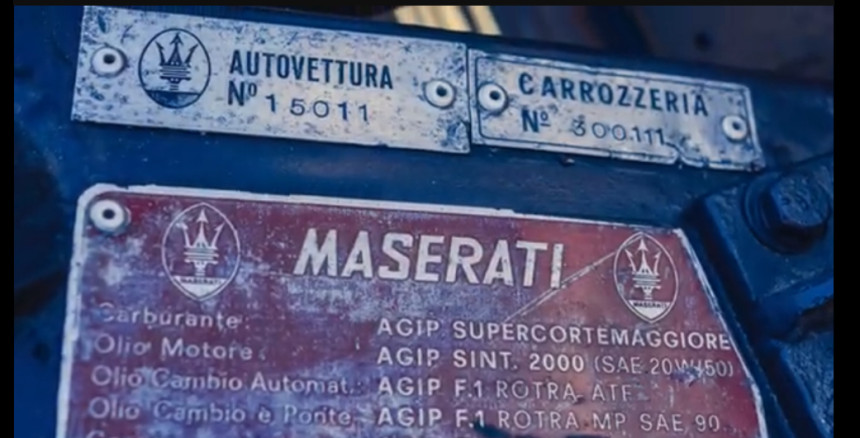 AUTOVETTURA
Nº 15011
CARROZZERIA
Nº 300.111
MASERATI
Carburante: AGIP SUPERCORTEMAGGIORE
Olio Motore: AGIP SINT. 2000 (SAE 20W/50)
Olio Cambio Automat.: AGIP F.1 ROTRA ATF
Olio Cambio e Ponte: AGIP F.1 ROTRA MP SAE 90